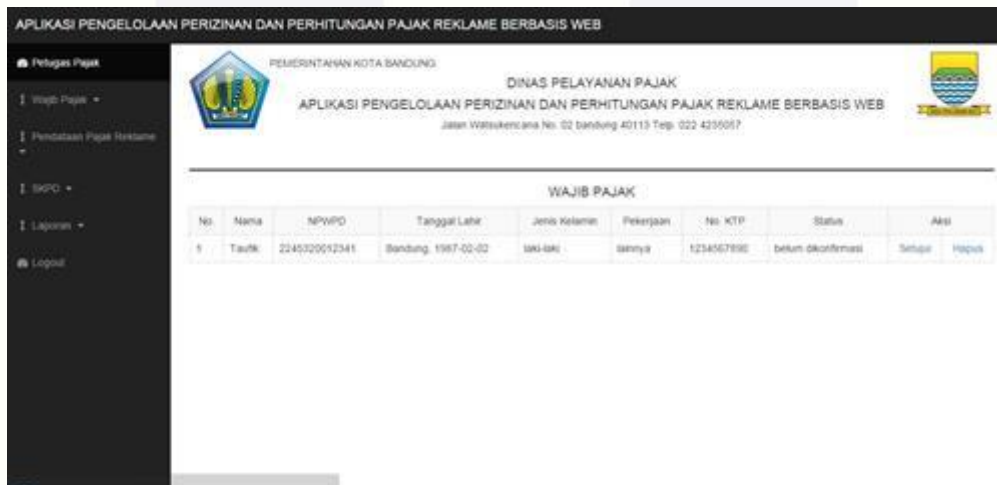 APLIKASI PENGELOLAAN PERIZINAN DAN PERHITUNGAN PAJAK REKLAME BERBASIS WEB
Petugas Pajak
Wajib Pajak
Pendataan Pajak Reklame
SKPD
Laporan
Logout
PEMERINTAHAN KOTA BANDUNG
DINAS PELAYANAN PAJAK
APLIKASI PENGELOLAAN PERIZINAN DAN PERHITUNGAN PAJAK REKLAME BERBASIS WEB
Jalan Wastukencana No. 02 bandung 40113 Telp. 022 4235057
WAJIB PAJAK
No. Nama NPWPD Tanggal Lahir Jenis Kelamin Pekerjaan No. KTP Status Aksi
1 Taufik 2245320012341 Bandung, 1987-02-02 laki-laki lainnya 1234567890 belum dikonfirmasi Setujui Hapus